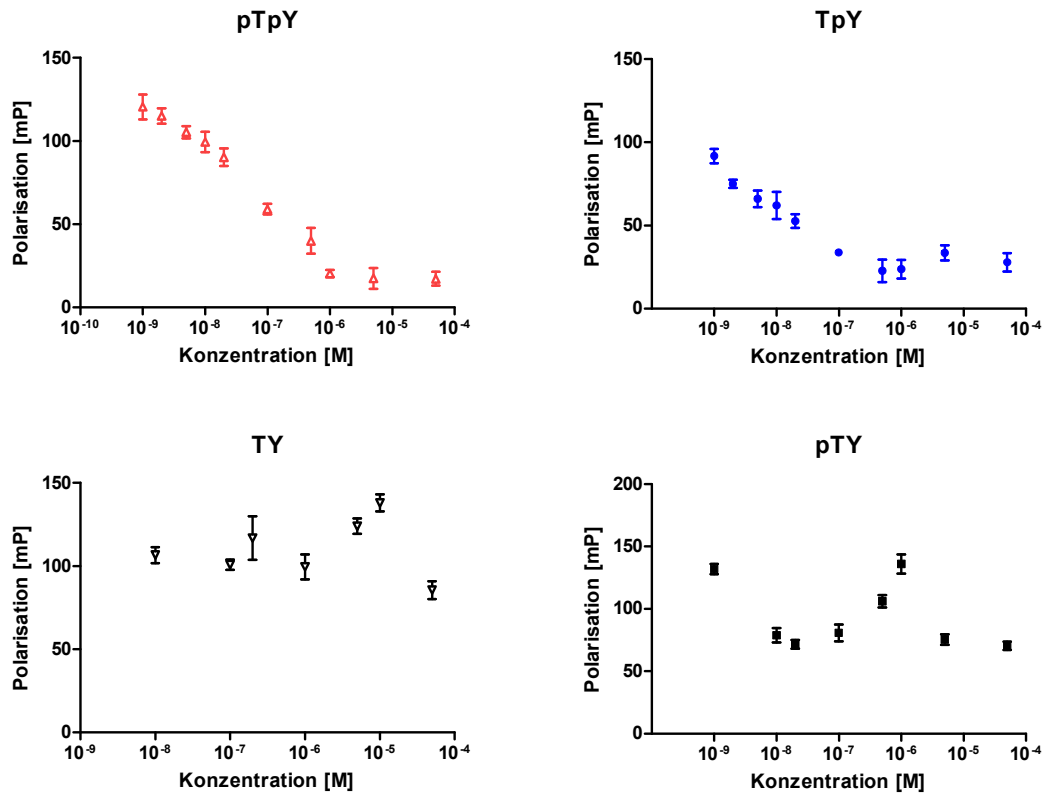 pTpY
Polarisation [mP]
150
100
50
0
10⁻¹⁰ 10⁻⁹ 10⁻⁸ 10⁻⁷ 10⁻⁶ 10⁻⁵ 10⁻⁴
Konzentration [M]
TpY
Polarisation [mP]
150
100
50
0
10⁻⁹ 10⁻⁸ 10⁻⁷ 10⁻⁶ 10⁻⁵ 10⁻⁴
Konzentration [M]
TY
Polarisation [mP]
150
100
50
0
10⁻⁹ 10⁻⁸ 10⁻⁷ 10⁻⁶ 10⁻⁵ 10⁻⁴
Konzentration [M]
pTY
Polarisation [mP]
200
150
100
50
0
10⁻⁹ 10⁻⁸ 10⁻⁷ 10⁻⁶ 10⁻⁵ 10⁻⁴
Konzentration [M]